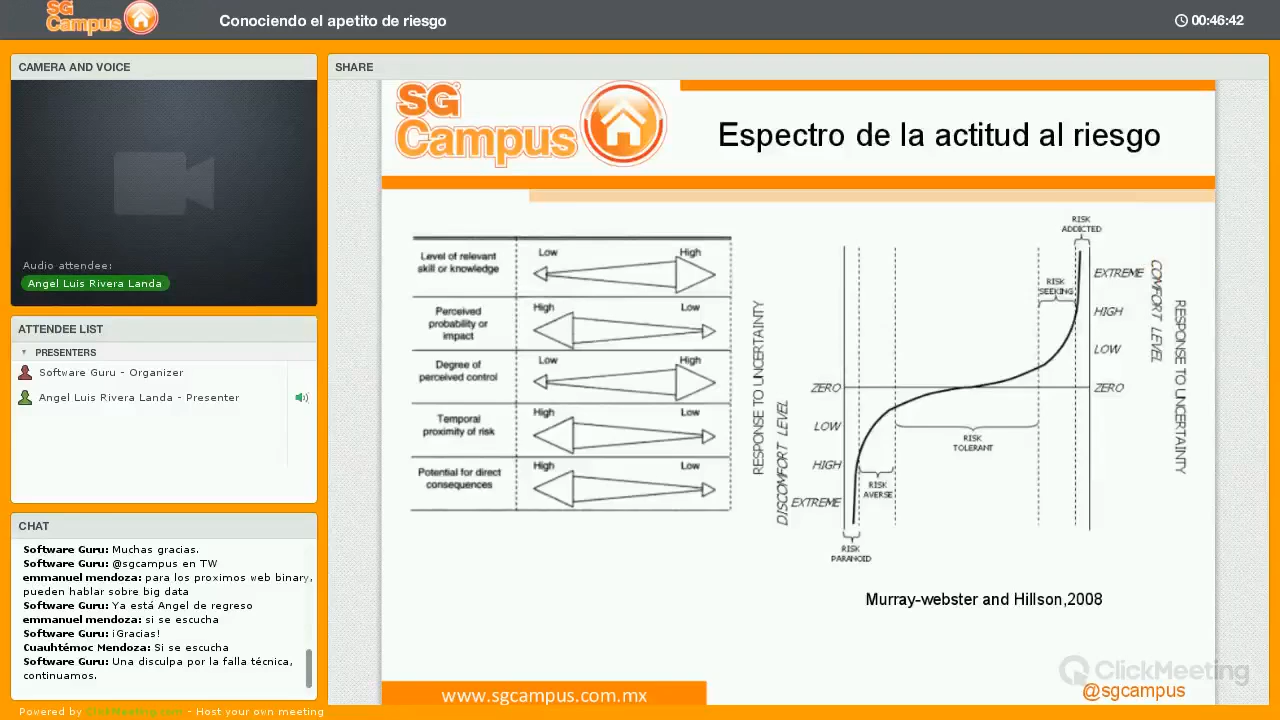 SG
Campus
Conociendo el apetito de riesgo
00:46:42
CAMERA AND VOICE
Audio attendee:
Angel Luis Rivera Landa
ATTENDEE LIST
PRESENTERS
Software Guru - Organizer
Angel Luis Rivera Landa - Presenter
CHAT
Software Guru: Muchas gracias.
Software Guru: @sgcampus en TW
emmanuel mendoza: para los proximos web binary,
pueden hablar sobre big data
Software Guru: Ya está Angel de regreso
emmanuel mendoza: si se escucha
Software Guru: ¡Gracias!
Cuauhtémoc Mendoza: Si se escucha
Software Guru: Una disculpa por la falla técnica,
continuamos.
Powered by ClickMeeting.com - Host your own meeting
SHARE
SG
Campus
Espectro de la actitud al riesgo
Level of relevant
skill or knowledge
Low
High
Perceived
probability or
impact
High
Low
Degree of
perceived control
Low
High
Temporal
proximity of risk
High
Low
Potential for direct
consequences
High
Low
RESPONSE TO UNCERTAINTY
DISCOMFORT LEVEL
ZERO
LOW
HIGH
EXTREME
RISK
PARANOID
RISK
AVERSE
RISK
TOLERANT
RISK
SEEKING
RISK
ADDICTED
EXTREME
HIGH
LOW
ZERO
COMFORT LEVEL
RESPONSE TO UNCERTAINTY
Murray-webster and Hillson,2008
www.sgcampus.com.mx
ClickMeeting
@sgcampus